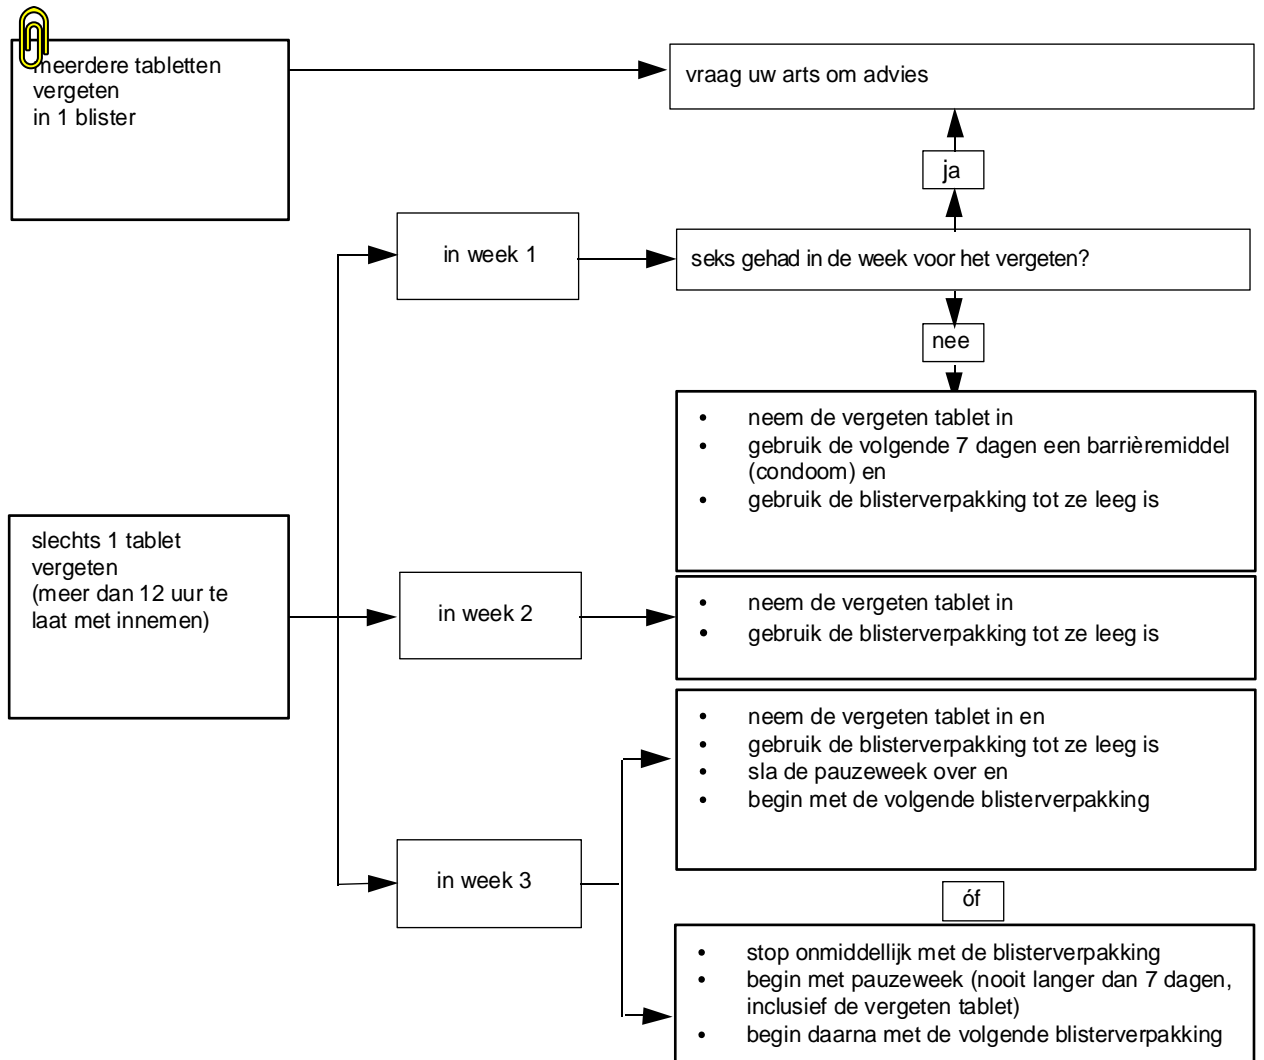 meerdere tabletten
vergeten
in 1 blister
vraag uw arts om advies
ja
in week 1
seks gehad in de week voor het vergeten?
nee
• neem de vergeten tablet in
• gebruik de volgende 7 dagen een barrièremiddel
(condoom) en
• gebruik de blisterverpakking tot ze leeg is
slechts 1 tablet
vergeten
(meer dan 12 uur te
laat met innemen)
in week 2
• neem de vergeten tablet in
• gebruik de blisterverpakking tot ze leeg is
in week 3
• neem de vergeten tablet in en
• gebruik de blisterverpakking tot ze leeg is
• sla de pauzeweek over en
• begin met de volgende blisterverpakking
óf
• stop onmiddellijk met de blisterverpakking
• begin met pauzeweek (nooit langer dan 7 dagen,
inclusief de vergeten tablet)
• begin daarna met de volgende blisterverpakking